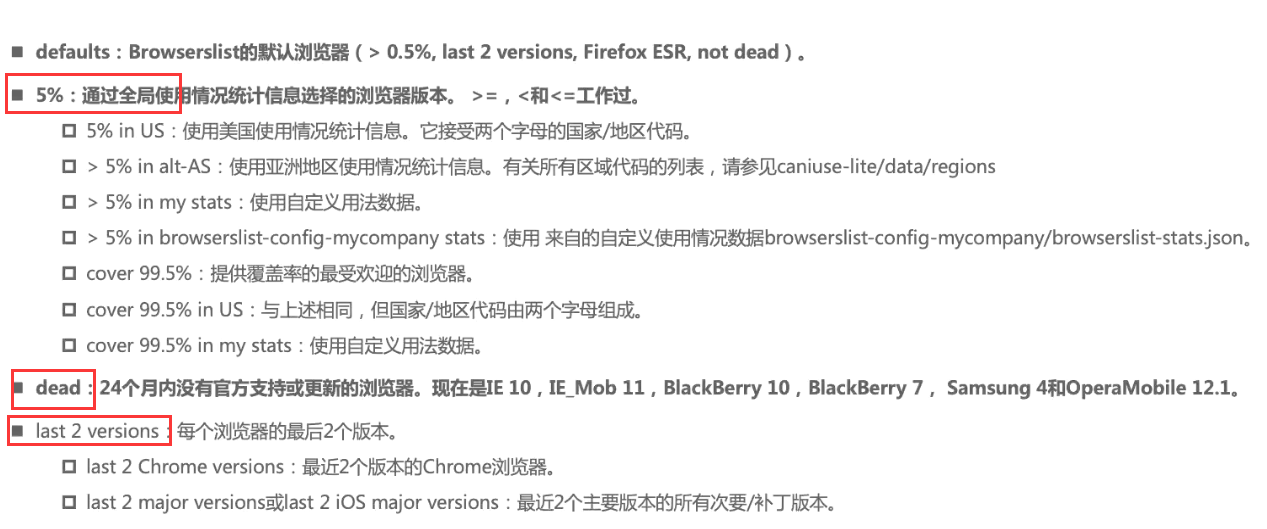 defaults：Browserslist的默认浏览器（> 0.5%, last 2 versions, Firefox ESR, not dead）。
5%：通过全局使用情况统计信息选择的浏览器版本。 >=，<和<=工作过。
5% in US：使用美国使用情况统计信息。它接受两个字母的国家/地区代码。
> 5% in alt-AS：使用亚洲地区使用情况统计信息。有关所有区域代码的列表，请参见caniuse-lite/data/regions
> 5% in my stats：使用自定义用法数据。
> 5% in browserslist-config-mycompany stats：使用 来自的自定义使用情况数据browserslist-config-mycompany/browserslist-stats.json。
cover 99.5%：提供覆盖率的最受欢迎的浏览器。
cover 99.5% in US：与上述相同，但国家/地区代码由两个字母组成。
cover 99.5% in my stats：使用自定义用法数据。
dead：24个月内没有官方支持或更新的浏览器。现在是IE 10，IE_Mob 11，BlackBerry 10，BlackBerry 7， Samsung 4和OperaMobile 12.1。
last 2 versions：每个浏览器的最后2个版本。
last 2 Chrome versions：最近2个版本的Chrome浏览器。
last 2 major versions或last 2 iOS major versions：最近2个主要版本的所有次要/补丁版本。